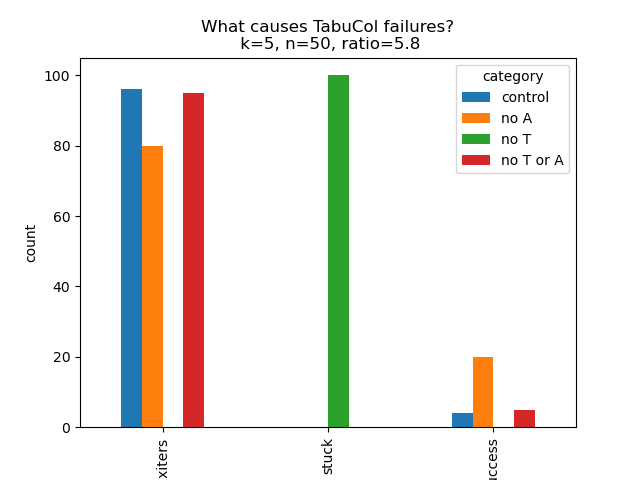 What causes TabuCol failures?
k=5, n=50, ratio=5.8
category
control
no A
no T
no T or A
100
80
60
40
20
0
count
xiters
stuck
uccess